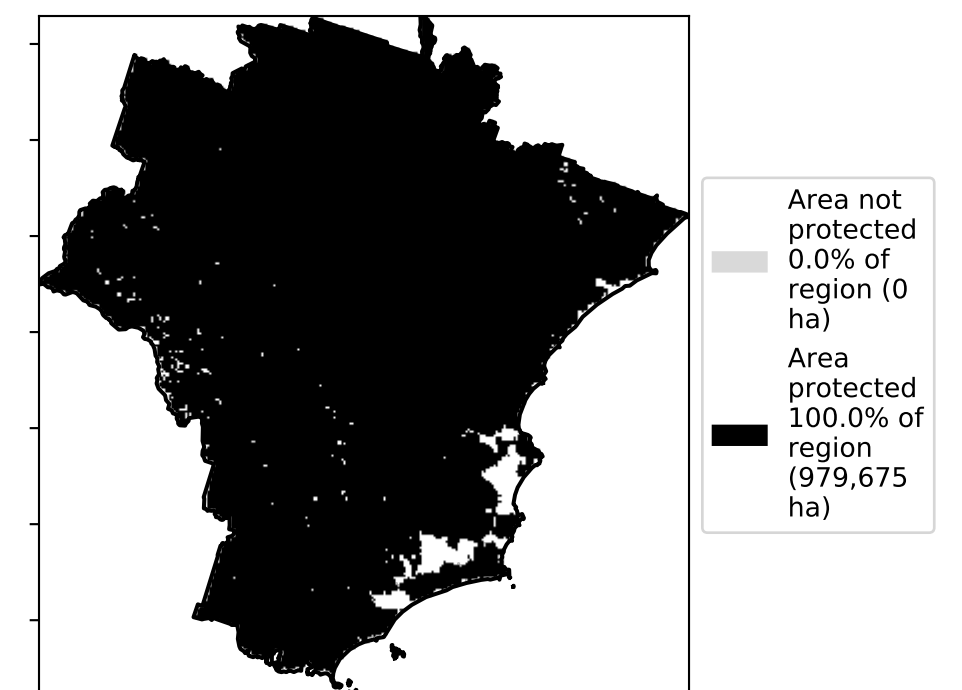 Area not
protected
0.0% of
region (0
ha)
Area
protected
100.0% of
region
(979,675
ha)